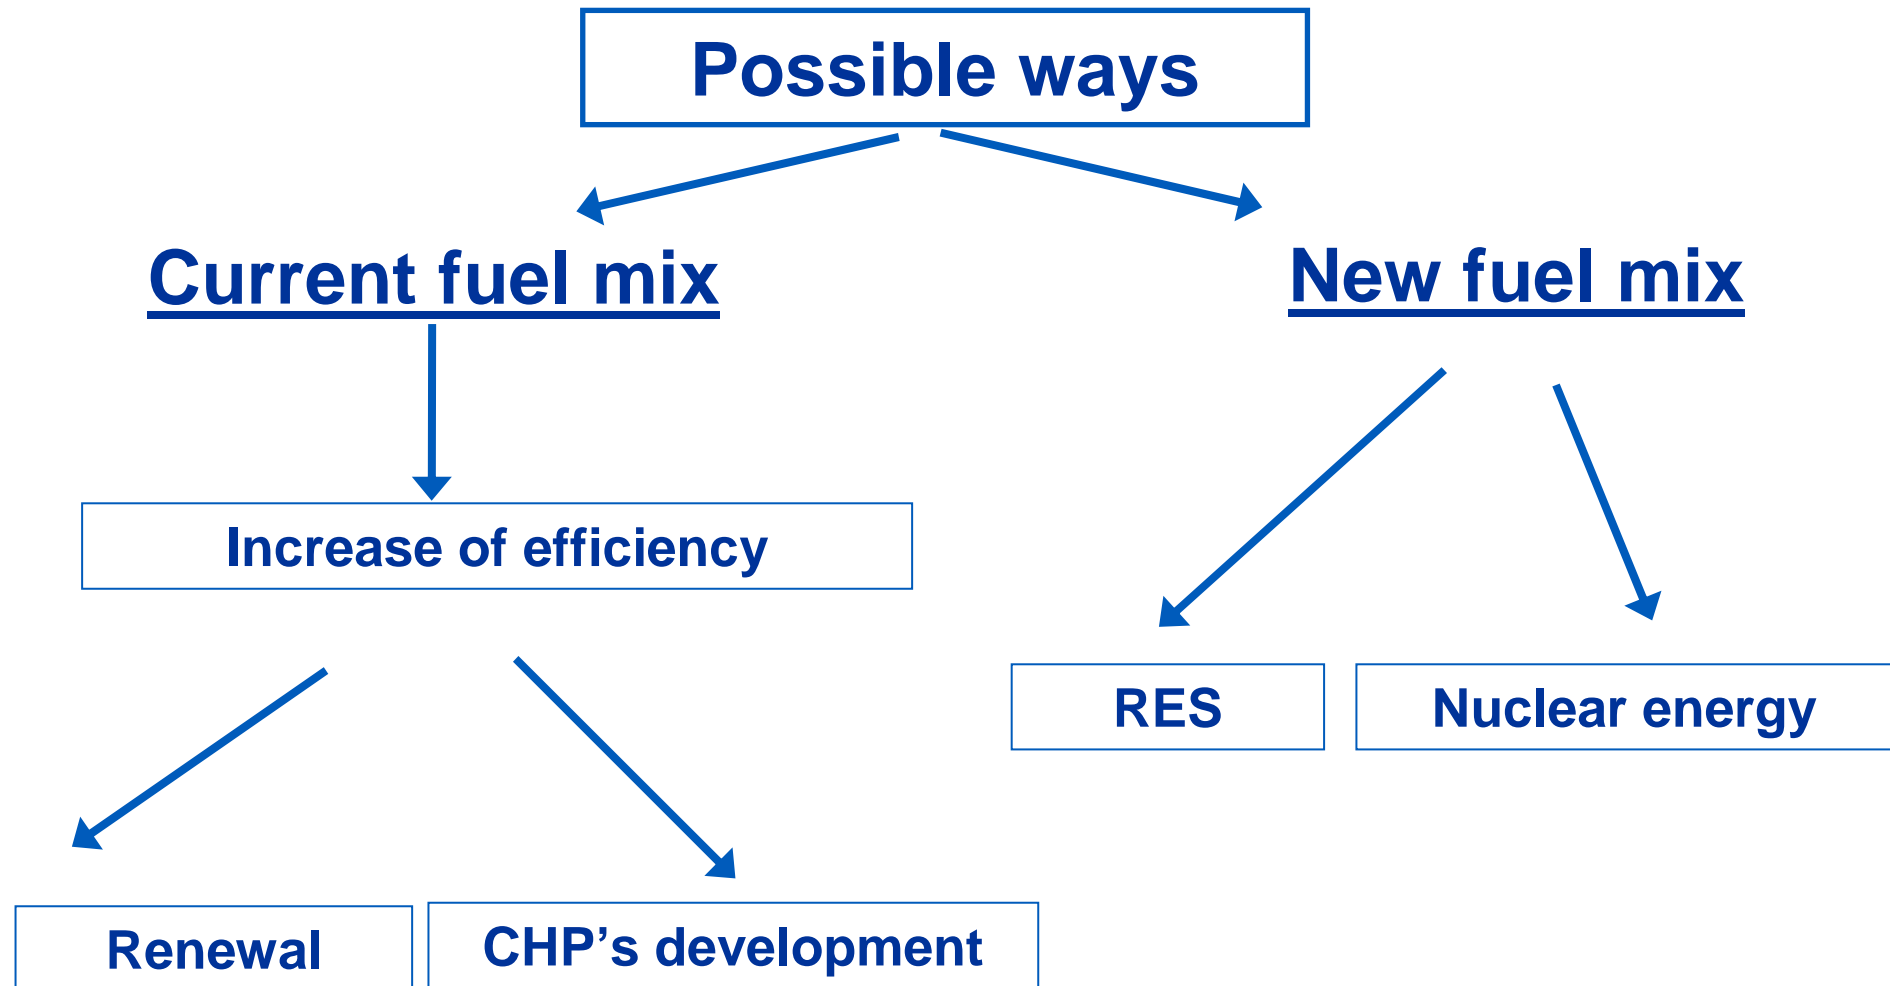 Possible ways
Current fuel mix
New fuel mix
Increase of efficiency
RES
Nuclear energy
Renewal
CHP’s development